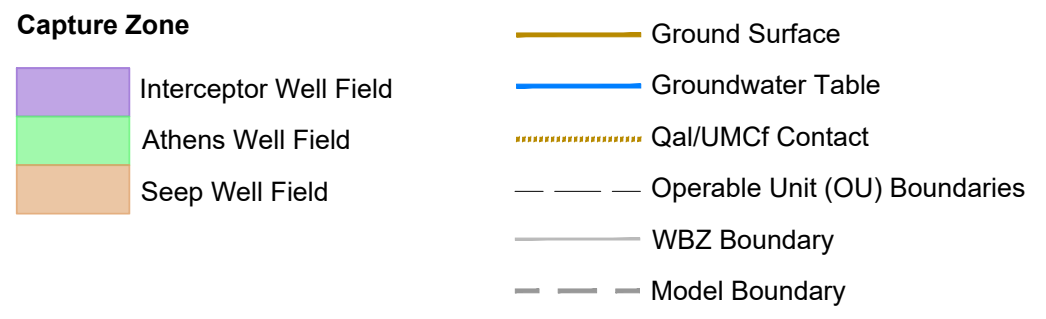 Capture Zone
Interceptor Well Field
Athens Well Field
Seep Well Field
Ground Surface
Groundwater Table
Qal/UMCf Contact
Operable Unit (OU) Boundaries
WBZ Boundary
Model Boundary